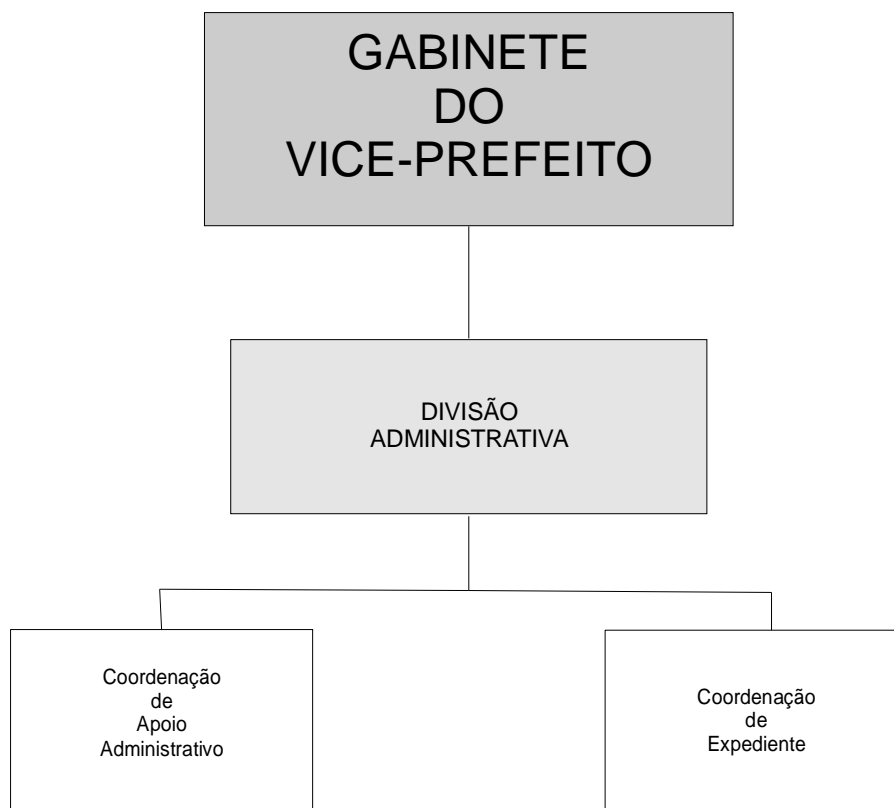 GABINETE
DO
VICE-PREFEITO
DIVISÃO
ADMINISTRATIVA
Coordenação
de
Apoio
Administrativo
Coordenação
de
Expediente